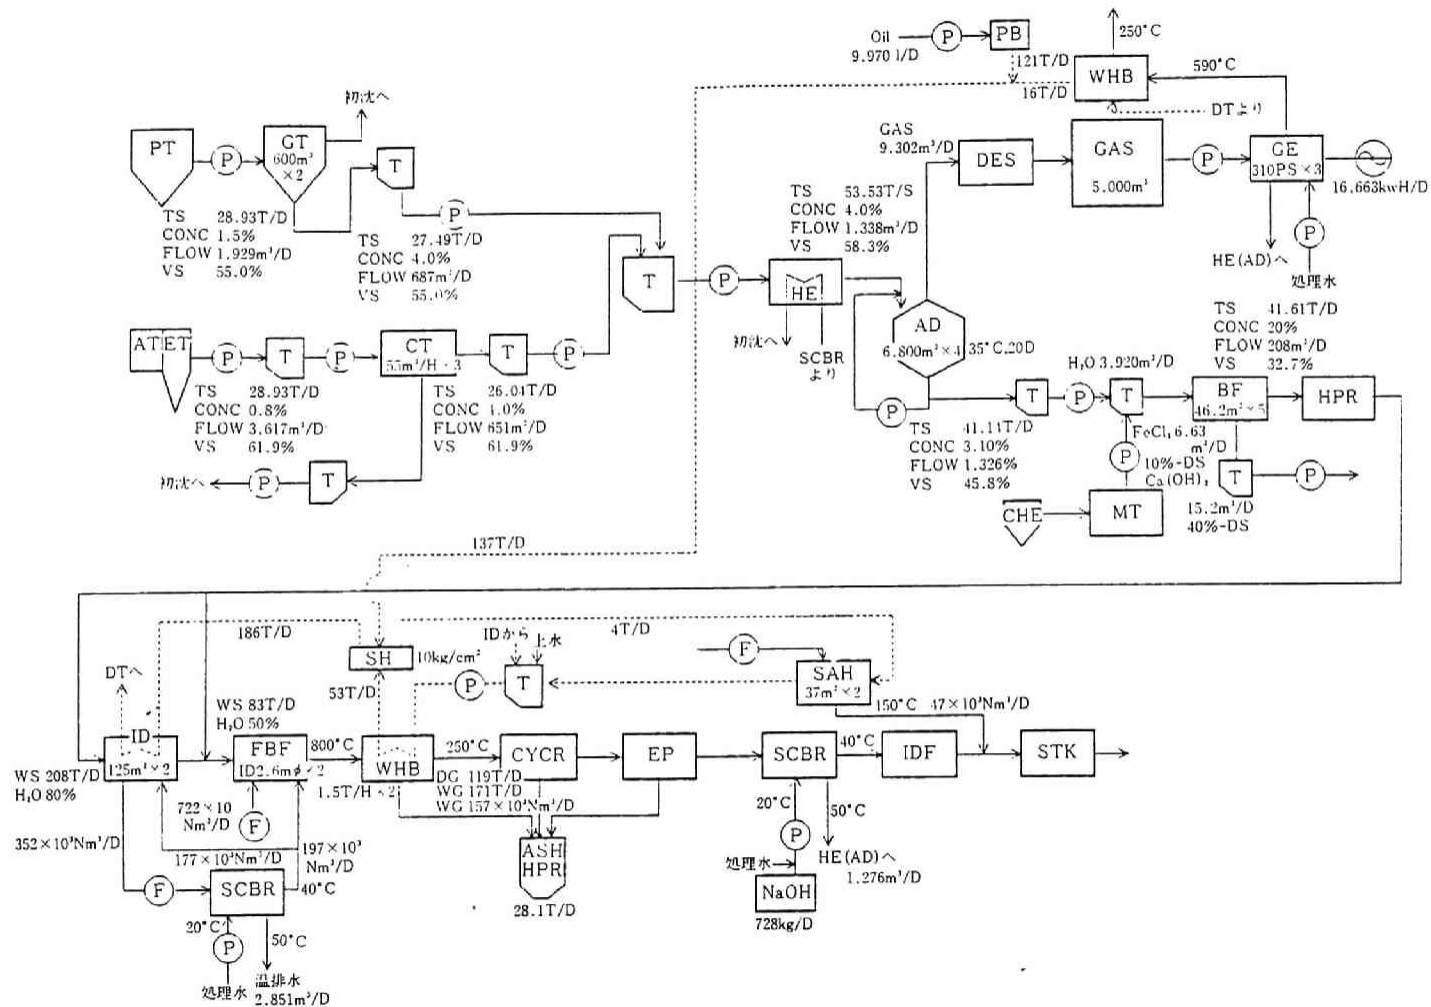 Oil
9.970 l/D
P
PB
121T/D
16T/D
250°C
WHB
590°C
DTより
初沈へ
PT
P
GT
600m³
×2
T
P
TS 28.93T/D
CONC 1.5%
FLOW 1.929m³/D
VS 55.0%
TS 27.49T/D
CONC 4.0%
FLOW 687m³/D
VS 55.0%
GAS
9.302m³/D
DES
GAS
5.000m³
P
GE
310PS×3
16.663kwH/D
P
HE(AD)へ
処理水
TS 53.53T/S
CONC 4.0%
FLOW 1.338m³/D
VS 58.3%
T
P
HE
初沈へ
SCBR
より
AD
6.800m³×4
35°C.20D
P
AT
ET
P
T
P
CT
55m³/H×3
T
P
TS 28.93T/D
CONC 0.8%
FLOW 3.617m³/D
VS 61.9%
TS 26.04T/D
CONC 4.0%
FLOW 651m³/D
VS 61.9%
初沈へ
P
T
TS 41.61T/D
CONC 20%
FLOW 208m³/D
VS 32.7%
H₂O 3.920m³/D
T
P
T
BF
46.2m²×5
HPR
TS 41.11T/D
CONC 3.10%
FLOW 1.326%
VS 45.8%
FeCl₃ 6.63
m³/D
10%-DS
Ca(OH)₂
P
T
P
15.2m³/D
40%-DS
CHE
MT
137T/D
186T/D
SH
10kg/cm²
53T/D
IDから
上水
4T/D
P
T
F
SAH
37m²×2
150°C
47×10³Nm³/D
DTへ
ID
125m²×2
WS 208T/D
H₂O 80%
WS 83T/D
H₂O 50%
FBF
ID2.6mφ×2
800°C
WHB
1.5T/H×2
250°C
CYCR
EP
SCBR
40°C
IDF
STK
DG 119T/D
WG 171T/D
WG 157×10³Nm³/D
722×10
Nm³/D
F
352×10³Nm³/D
177×10³Nm³/D
197×10³
Nm³/D
F
SCBR
40°C
20°C
50°C
P
処理水
温排水
2.851m³/D
ASH
HPR
28.1T/D
20°C
50°C
P
処理水
NaOH
728kg/D
HE(AD)へ
1.276m³/D